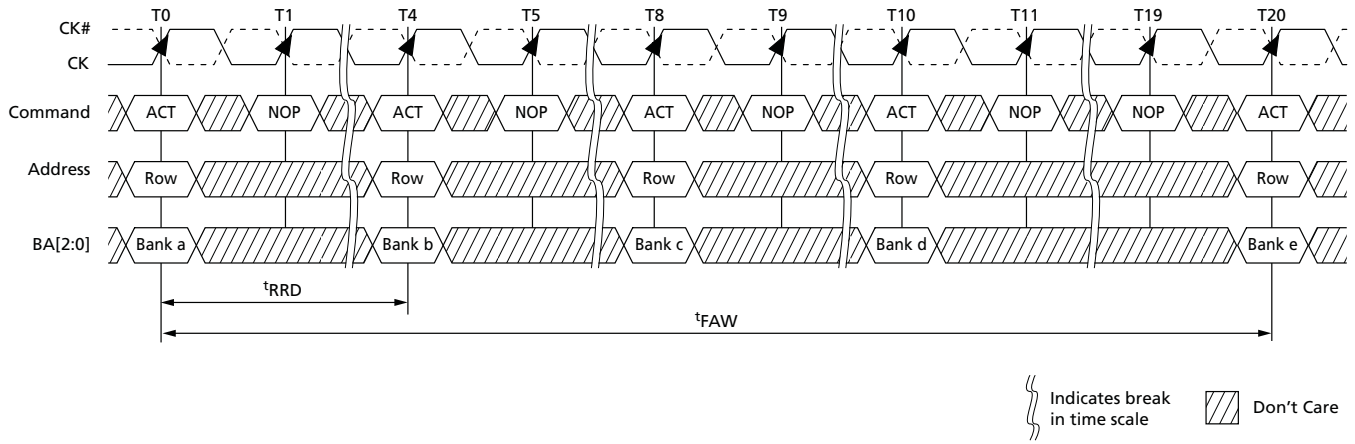 T0 T1 T4 T5 T8 T9 T10 T11 T19 T20
CK#
CK
Command ACT NOP ACT NOP ACT NOP ACT NOP NOP ACT
Address Row Row Row Row Row
BA[2:0] Bank a Bank b Bank c Bank d Bank e
tRRD
tFAW
Indicates break
in time scale
Don't Care